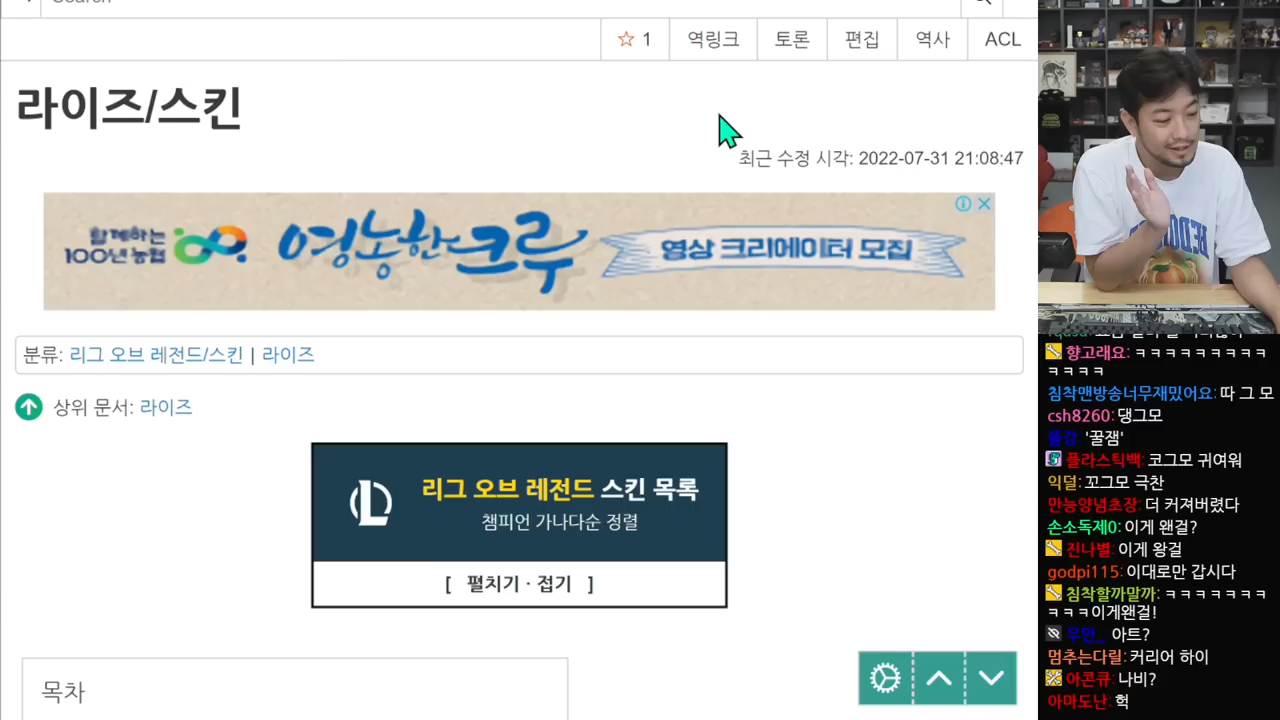 Search
☆ 1
역링크
토론
편집
역사
ACL
라이즈/스킨
최근 수정 시각: 2022-07-31 21:08:47
함께하는
100년 농협
영농한크루
영상 크리에이터 모집
분류: 리그 오브 레전드/스킨 | 라이즈
상위 문서: 라이즈
리그 오브 레전드 스킨 목록
챔피언 가나다순 정렬
[ 펼치기 · 접기 ]
목차
향고래요: ㅋㅋㅋㅋㅋㅋㅋㅋㅋ
ㅋㅋㅋㅋ
침착맨방송너무재밌어요: 따 그 모
csh8260: 댕그모
'꿀잼'
플라스틱백: 코그모 귀여워
익덜: 꼬그모 극찬
만능양념초장: 더 커져버렸다
손소독제0: 이게 왠걸?
진나별: 이게 왕걸
godpi115: 이대로만 갑시다
침착할까말까: ㅋㅋㅋㅋㅋㅋㅋ
ㅋㅋㅋ이게왠걸!
우만_ 아트?
멈추는다릴: 커리어 하이
아콘큐: 나비?
아마도난: 헉